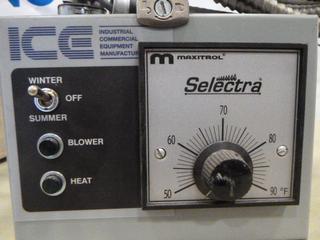 ICE
INDUSTRIAL
COMMERCIAL
EQUIPMENT
MANUFACTUR
m MAXITROL®
Selectra®
WINTER
OFF
SUMMER
BLOWER
HEAT
50
60
70
80
90 °F